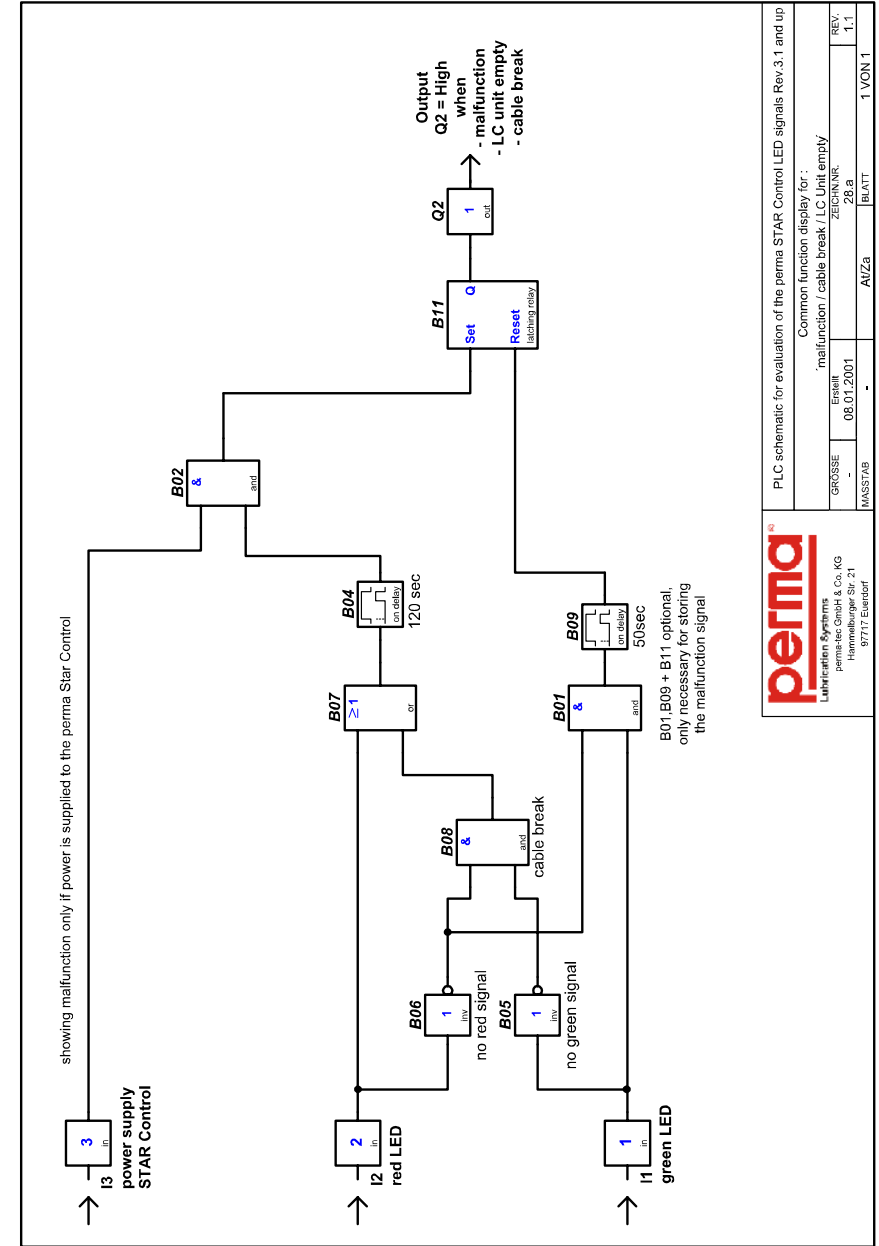 showing malfunction only if power is supplied to the perma Star Control
3
in
I3
power supply
STAR Control
2
in
I2
red LED
1
in
I1
green LED
B06
1
inv
no red signal
B05
1
inv
no green signal
B08
&
and
cable break
B07
≥1
or
B01
&
and
B04
on delay
120 sec
B09
on delay
50sec
B01,B09 + B11 optional,
only necessary for storing
the malfunction signal
B02
&
and
B11
Set
Q
Reset
latching relay
Q2
1
out
Output
Q2 = High
when
- malfunction
- LC unit empty
- cable break
perma
Lubrication Systems
perma-tec GmbH & Co. KG
Hammelburger Str. 21
97717 Euerdorf
PLC schematic for evaluation of the perma STAR Control LED signals Rev.3.1 and up
Common function display for :
´malfunction / cable break / LC Unit empty´
GRÖSSE
-
Erstellt
08.01.2001
ZEICHN.NR.
28.a
REV.
1.1
MASSTAB
-
At/Za
BLATT
1 VON 1